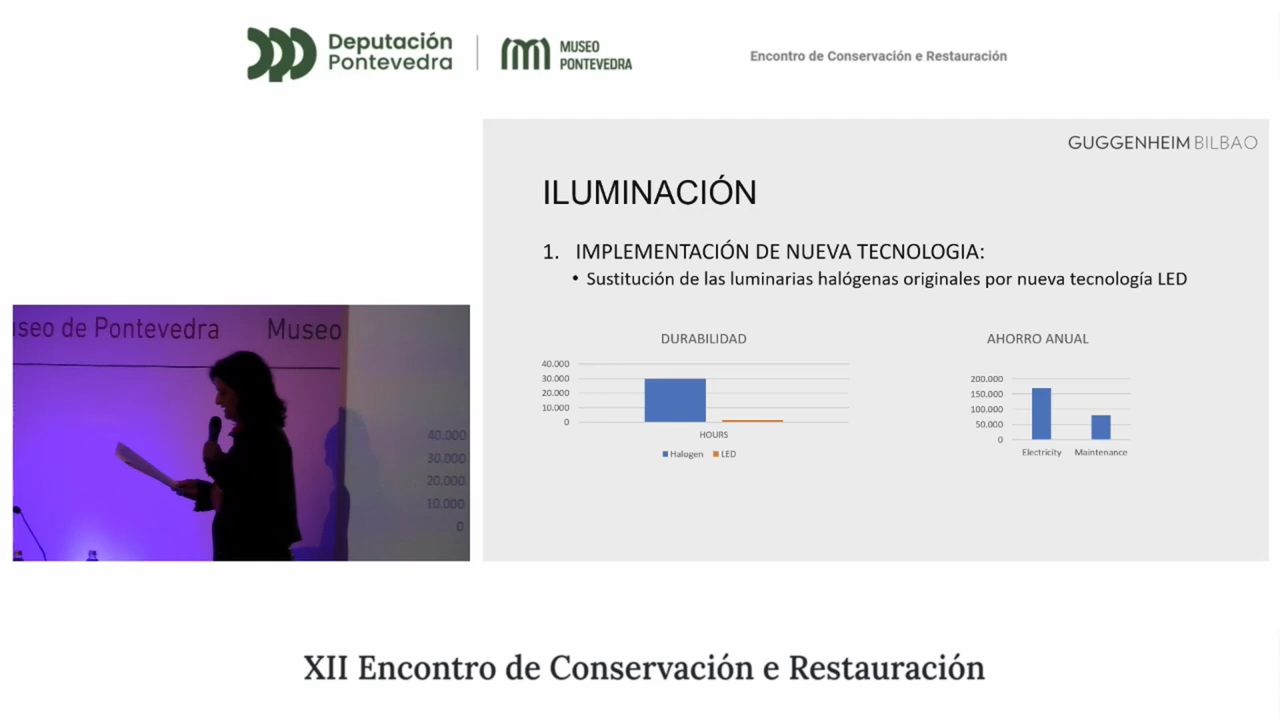 Deputación
Pontevedra
MUSEO
PONTEVEDRA
Encontro de Conservación e Restauración
GUGGENHEIM BILBAO
ILUMINACIÓN
1. IMPLEMENTACIÓN DE NUEVA TECNOLOGIA:
• Sustitución de las luminarias halógenas originales por nueva tecnología LED
DURABILIDAD
40.000
30.000
20.000
10.000
0
HOURS
Halogen LED
AHORRO ANUAL
200.000
150.000
100.000
50.000
0
Electricity Maintenance
useo de Pontevedra Museo
40.000
30.000
20.000
10.000
0
XII Encontro de Conservación e Restauración